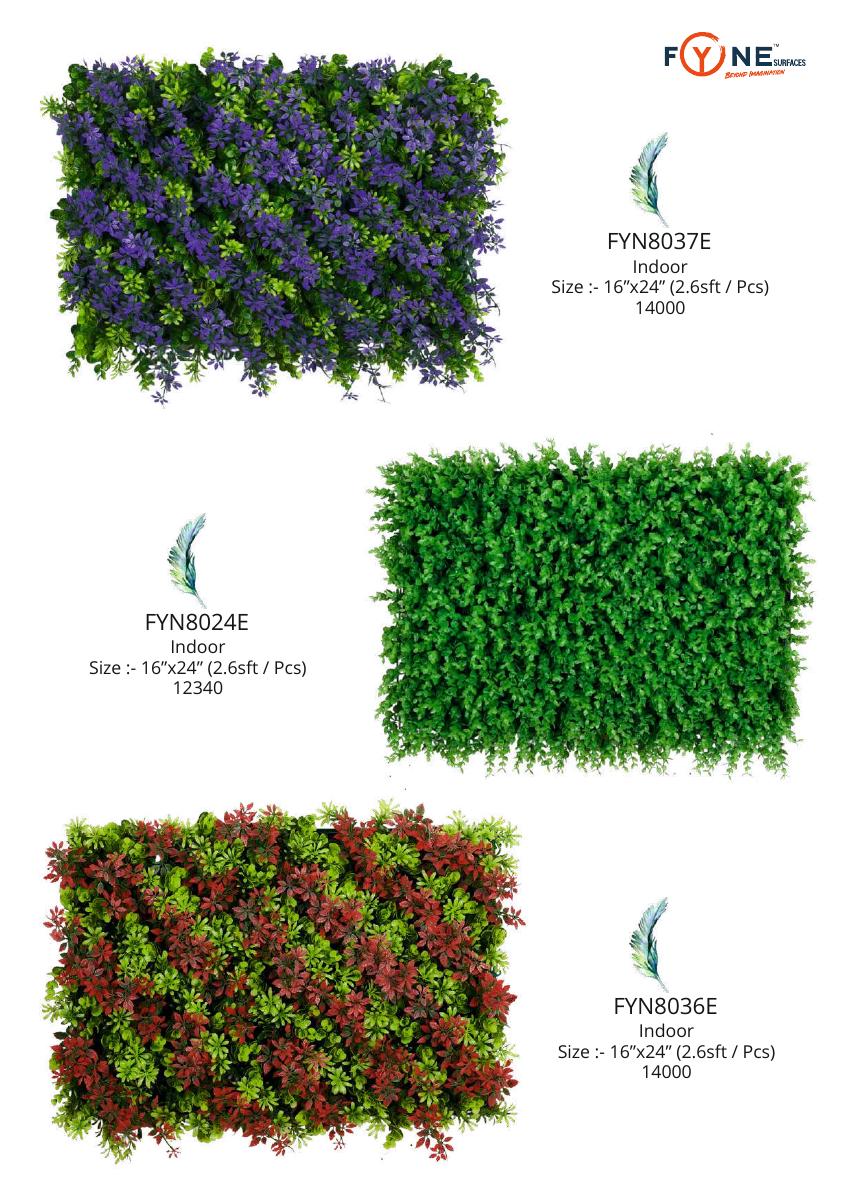 FYNE™
SURFACES
BEYOND IMAGINATION
FYN8037E
Indoor
Size :- 16”x24” (2.6sft / Pcs)
14000
FYN8024E
Indoor
Size :- 16”x24” (2.6sft / Pcs)
12340
FYN8036E
Indoor
Size :- 16”x24” (2.6sft / Pcs)
14000